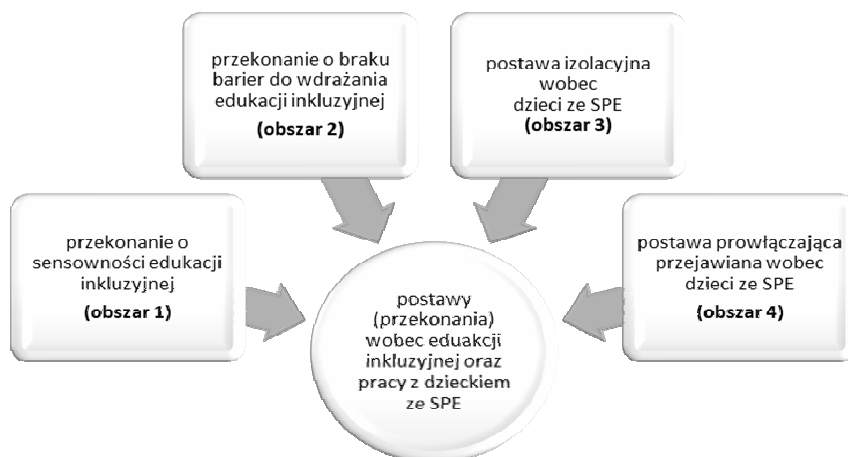 przekonanie o braku
barier do wdrażania
edukacji inkluzyjnej
(obszar 2)
postawa izolacyjna
wobec
dzieci ze SPE
(obszar 3)
przekonanie o
sensowności edukacji
inkluzyjnej
(obszar 1)
postawa prowłączająca
przejawiana wobec
dzieci ze SPE
(obszar 4)
postawy
(przekonania)
wobec eduakcji
inkluzyjnej oraz
pracy z dzieckiem
ze SPE